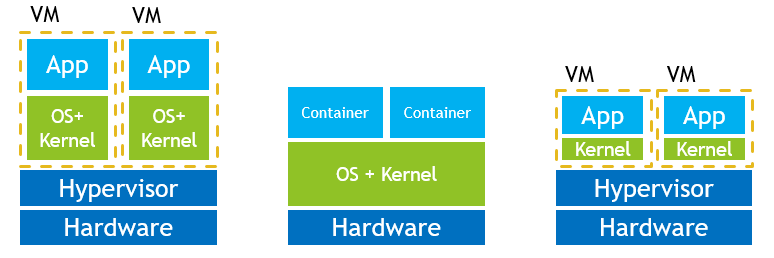 VM
VM
App
App
OS+
Kernel
OS+
Kernel
Hypervisor
Hardware
Container
Container
OS + Kernel
Hardware
VM
VM
App
App
Kernel
Kernel
Hypervisor
Hardware